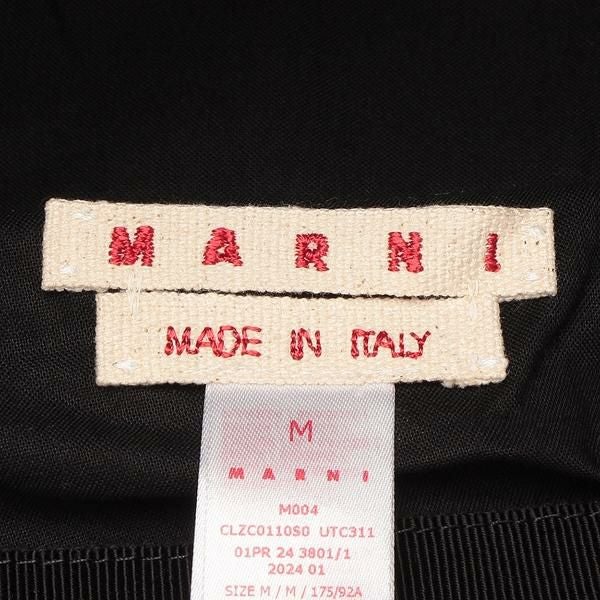 MARNI
MADE IN ITALY
M
MARNI
M004
CLZC0110S0 UTC311
01PR 24 3801/1
2024 01
SIZE M / M / 175/92A